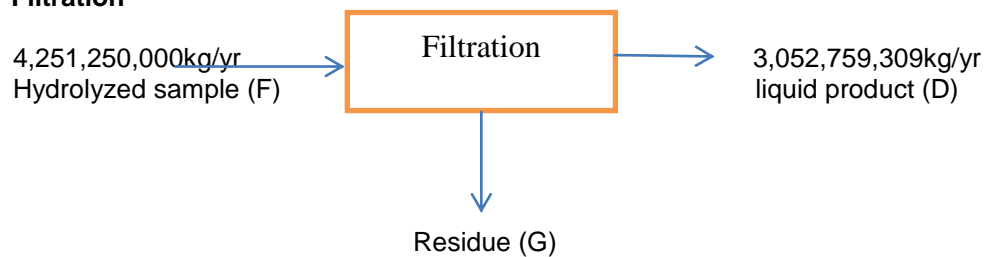 Filtration
4,251,250,000kg/yr
Hydrolyzed sample (F)
Filtration
3,052,759,309kg/yr
liquid product (D)
Residue (G)